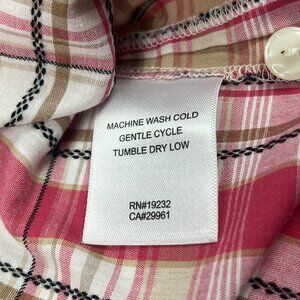 MACHINE WASH COLD
GENTLE CYCLE
TUMBLE DRY LOW
RN#19232
CA#29961